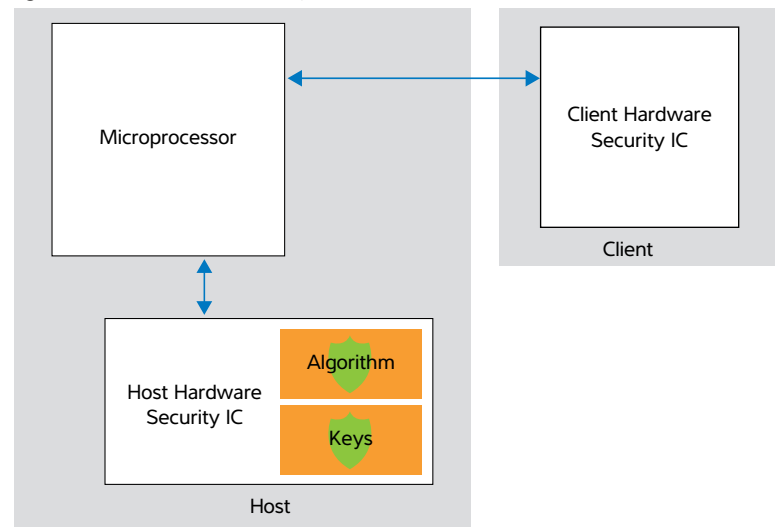 Microprocessor
Client Hardware
Security IC
Client
Algorithm
Host Hardware
Security IC
Keys
Host